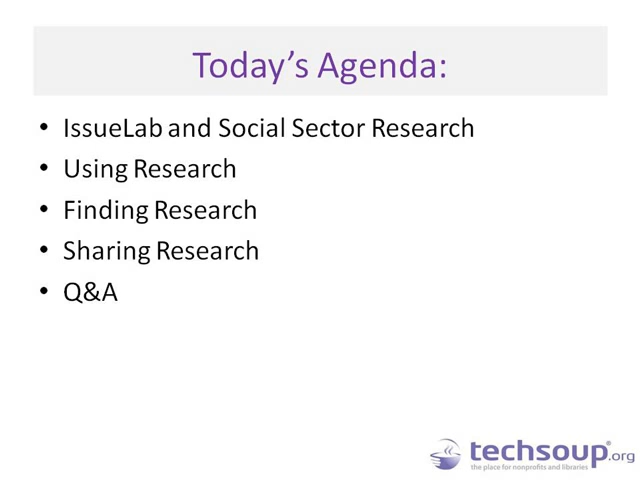 Today’s Agenda:
• IssueLab and Social Sector Research
• Using Research
• Finding Research
• Sharing Research
• Q&A
techsoup®.org
the place for nonprofits and libraries